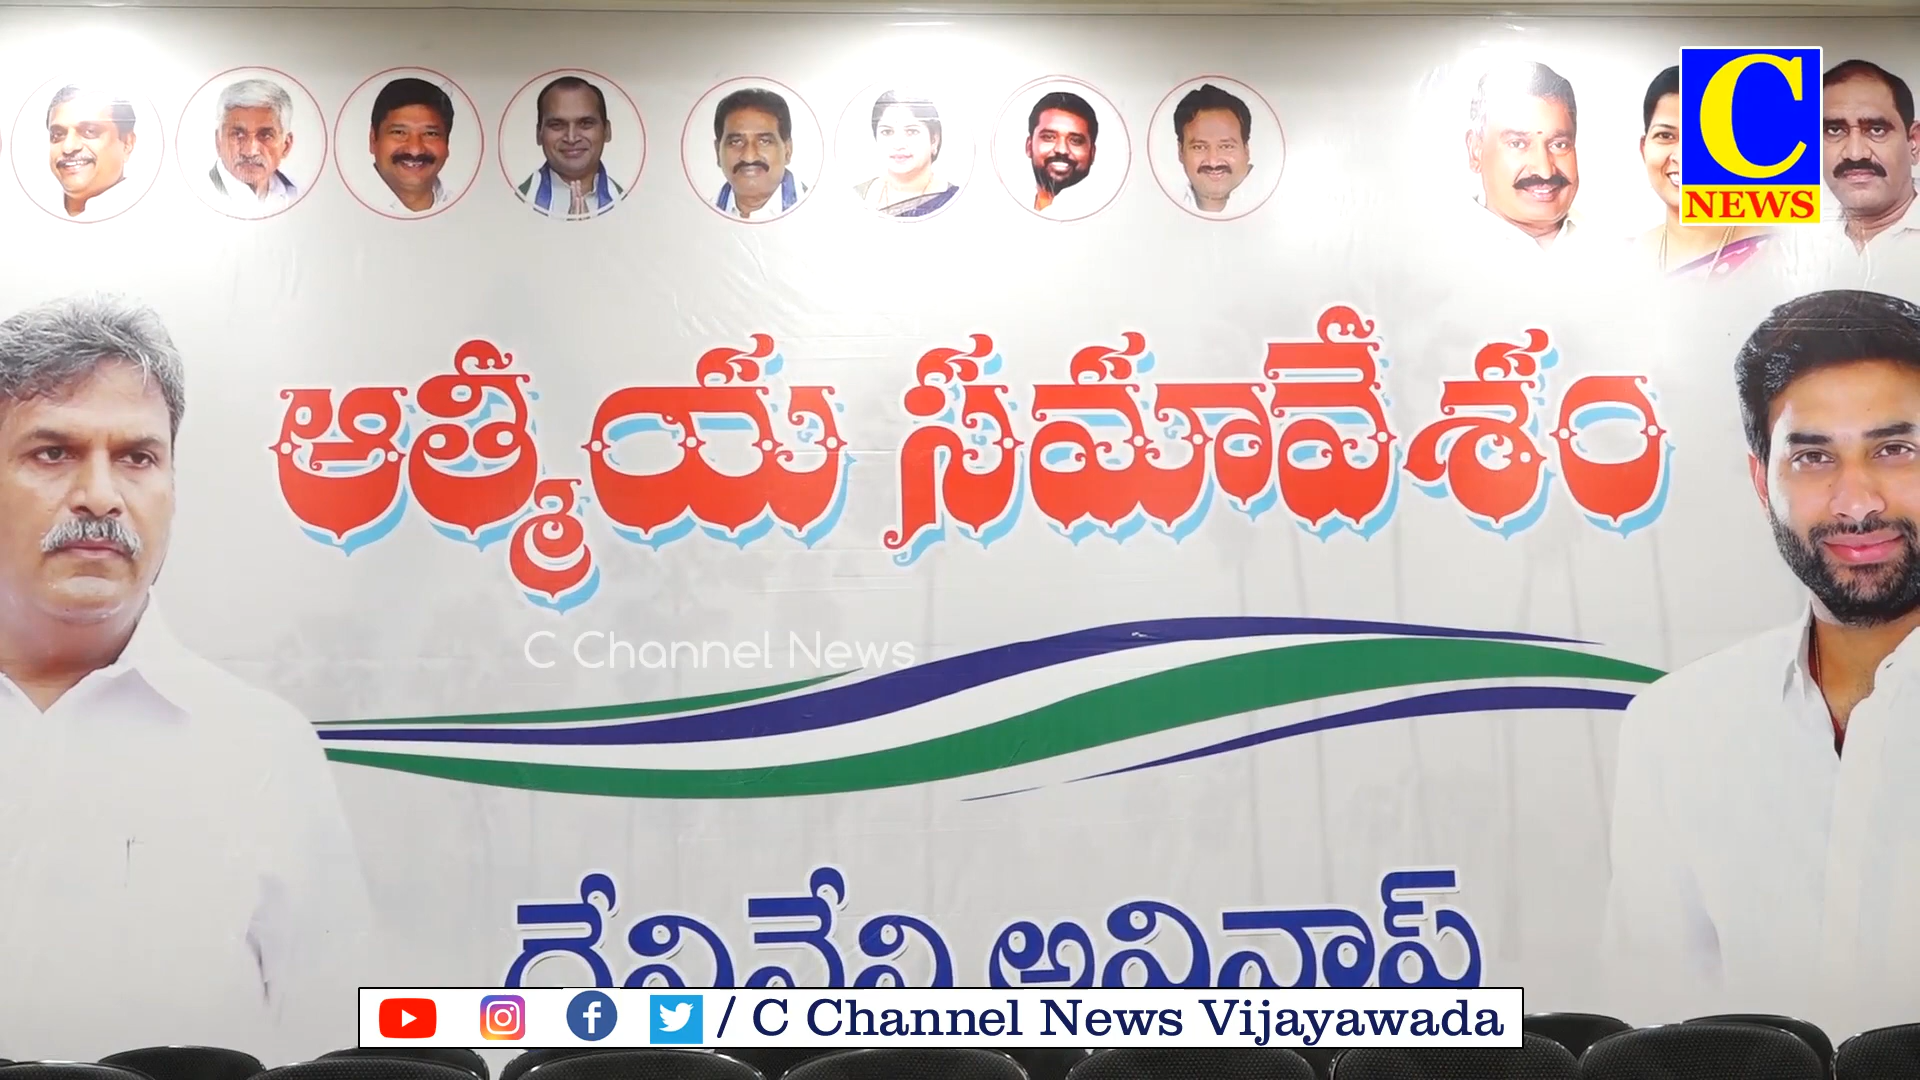 C
NEWS
ఆత్మీయ సమావేశం
C Channel News
దేవినేని అవినాష్
/ C Channel News Vijayawada